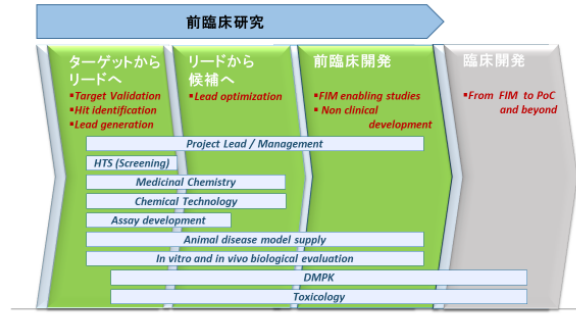 前臨床研究
ターゲットから
リードへ
▪Target Validation
▪Hit identification
▪Lead generation
リードから
候補へ
▪Lead optimization
前臨床開発
▪FIM enabling studies
▪ Non clinical
development
臨床開発
▪From FIM to PoC
and beyond
Project Lead / Management
HTS (Screening)
Medicinal Chemistry
Chemical Technology
Assay development
Animal disease model supply
In vitro and in vivo biological evaluation
DMPK
Toxicology